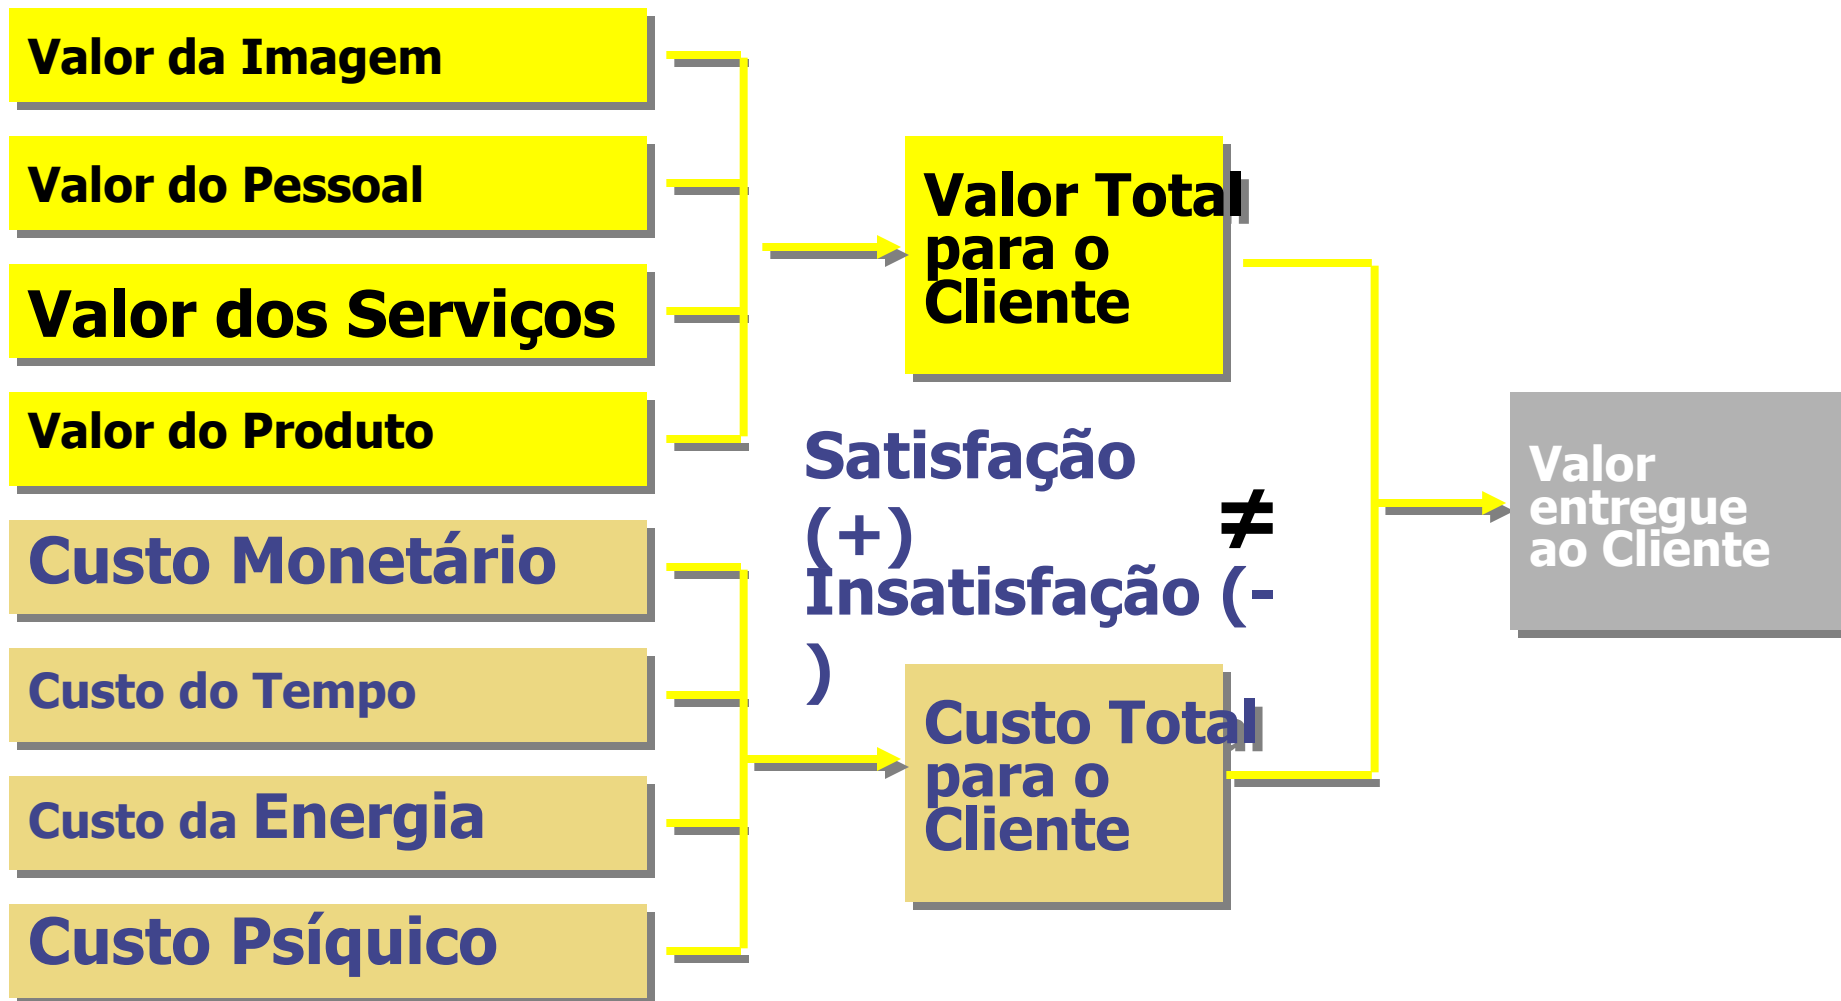 Valor da Imagem
Valor do Pessoal
Valor dos Serviços
Valor do Produto
Custo Monetário
Custo do Tempo
Custo da Energia
Custo Psíquico
Valor Total
para o
Cliente
Satisfação
(+) ≠
Insatisfação (-
)
Custo Total
para o
Cliente
Valor
entregue
ao Cliente